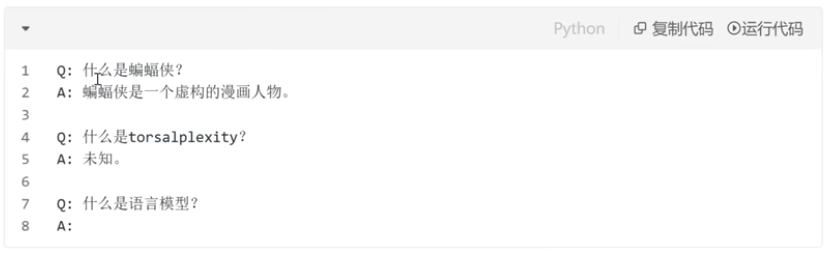 Python 复制代码 运行代码
1 Q: 什么是蝙蝠侠?
2 A: 蝙蝠侠是一个虚构的漫画人物。
3
4 Q: 什么是torsalplexity?
5 A: 未知。
6
7 Q: 什么是语言模型?
8 A: